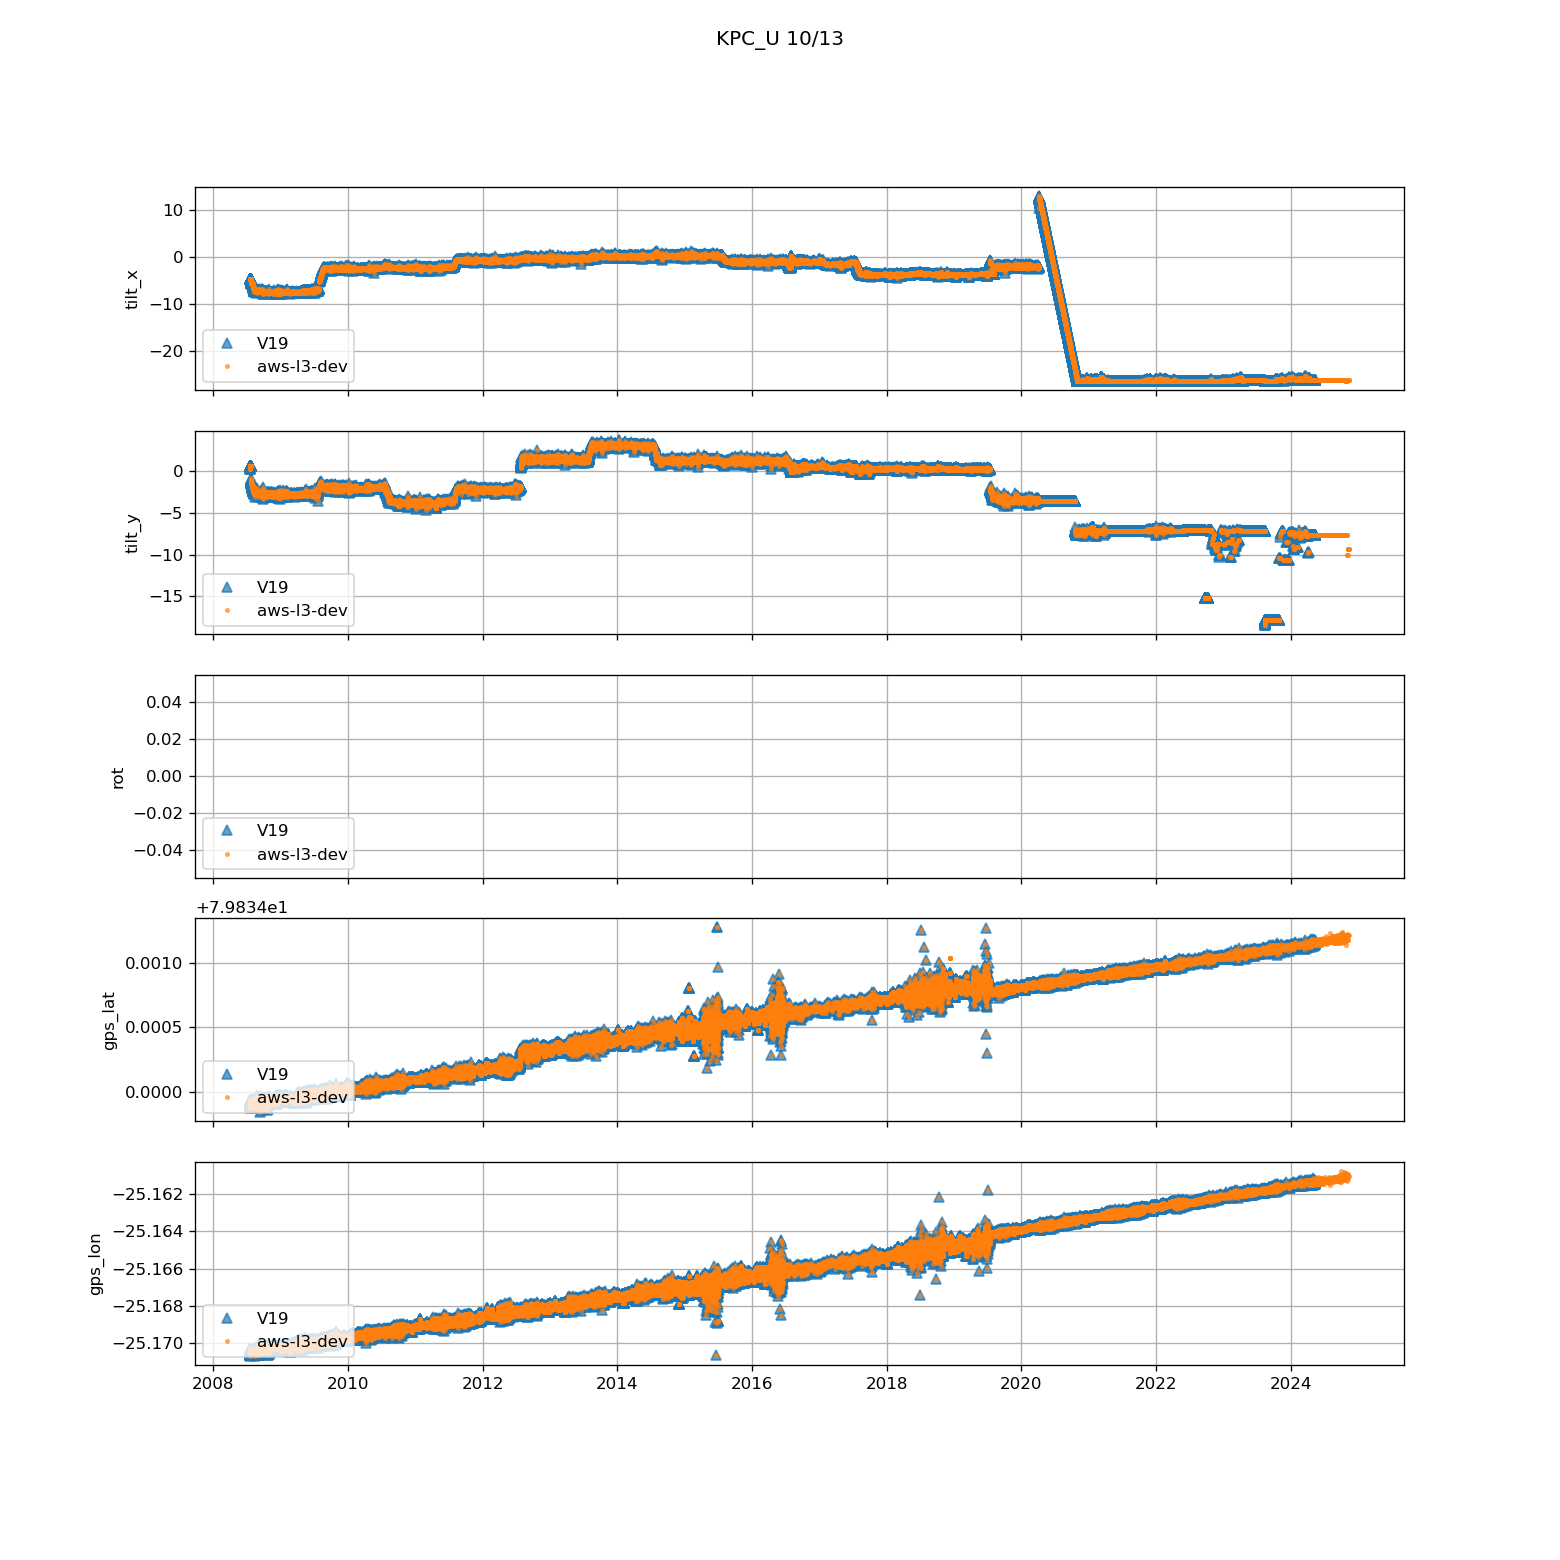 KPC_U 10/13
10
0
−10
−20
tilt_x
V19
aws-l3-dev
0
−5
−10
−15
tilt_y
V19
aws-l3-dev
0.04
0.02
0.00
−0.02
−0.04
rot
V19
aws-l3-dev
+7.9834e1
0.0010
0.0005
0.0000
gps_lat
V19
aws-l3-dev
−25.162
−25.164
−25.166
−25.168
−25.170
gps_lon
V19
aws-l3-dev
2008 2010 2012 2014 2016 2018 2020 2022 2024